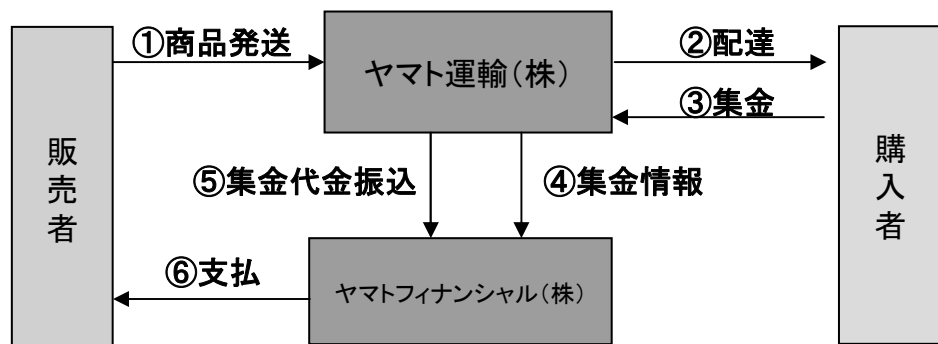 ①商品発送
②配達
ヤマト運輸（株）
③集金
販売者
購入者
⑤集金代金振込
④集金情報
⑥支払
ヤマトフィナンシャル（株）